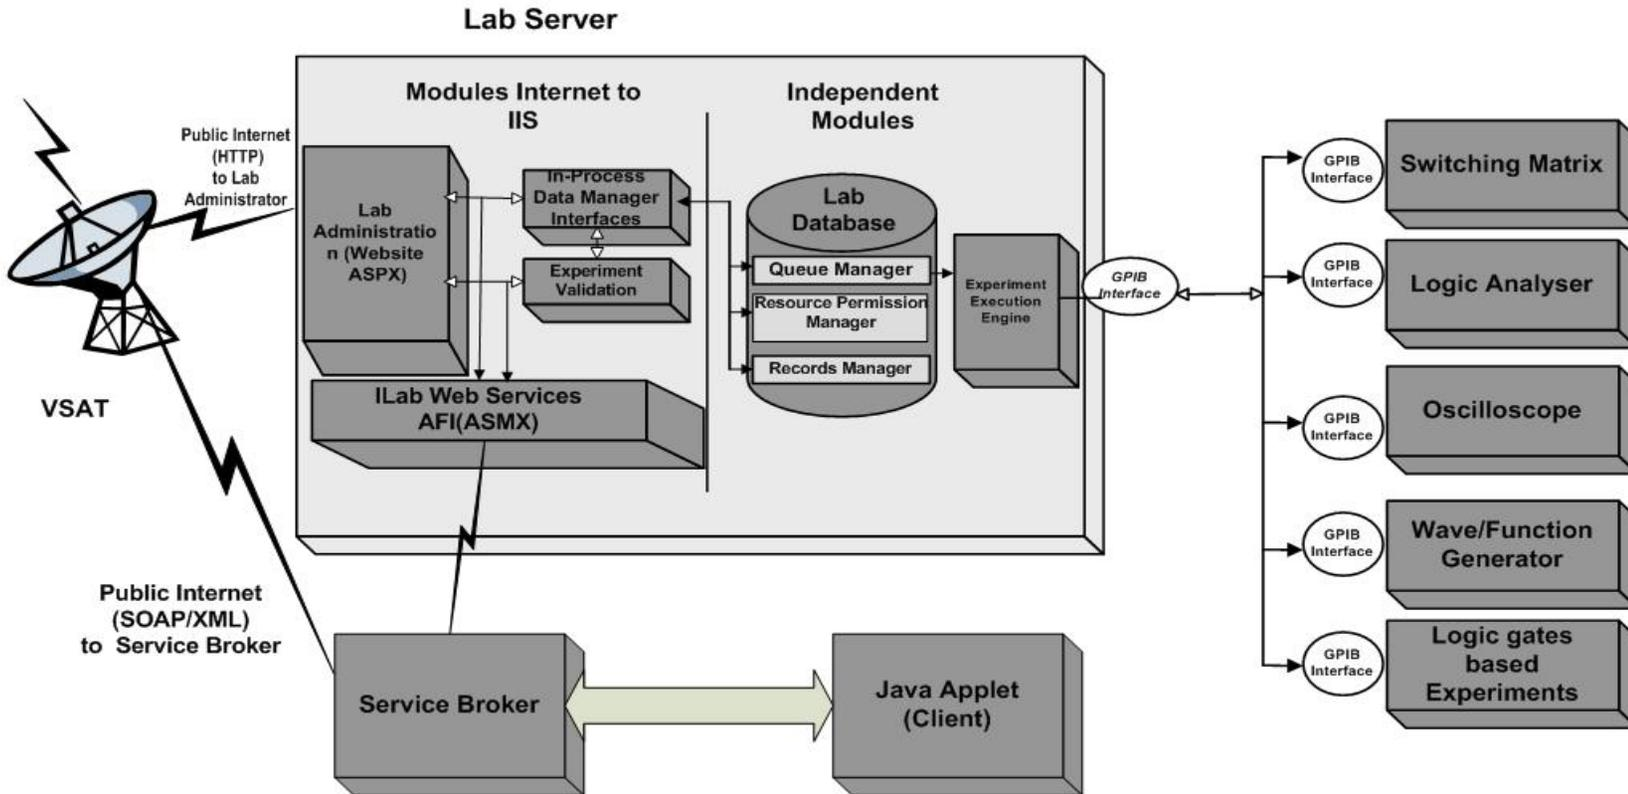 Lab Server
Modules Internet to
IIS
Independent
Modules
Public Internet
(HTTP)
to Lab
Administrator
Lab
Administratio
n (Website
ASPX)
In-Process
Data Manager
Interfaces
Experiment
Validation
ILab Web Services
AFI(ASMX)
Lab
Database
Queue Manager
Resource Permission
Manager
Records Manager
Experiment
Execution
Engine
GPIB
Interface
GPIB
Interface
Switching Matrix
GPIB
Interface
Logic Analyser
GPIB
Interface
Oscilloscope
GPIB
Interface
Wave/Function
Generator
GPIB
Interface
Logic gates
based
Experiments
VSAT
Public Internet
(SOAP/XML)
to Service Broker
Service Broker
Java Applet
(Client)